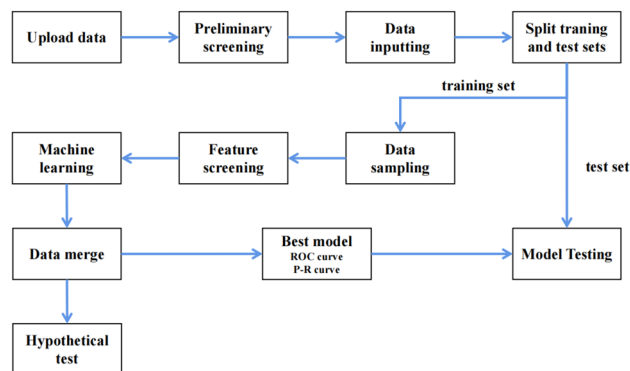 Upload data
Preliminary
screening
Data
inputting
Split traning
and test sets
training set
Machine
learning
Feature
screening
Data
sampling
test set
Data merge
Best model
ROC curve
P-R curve
Model Testing
Hypothetical
test